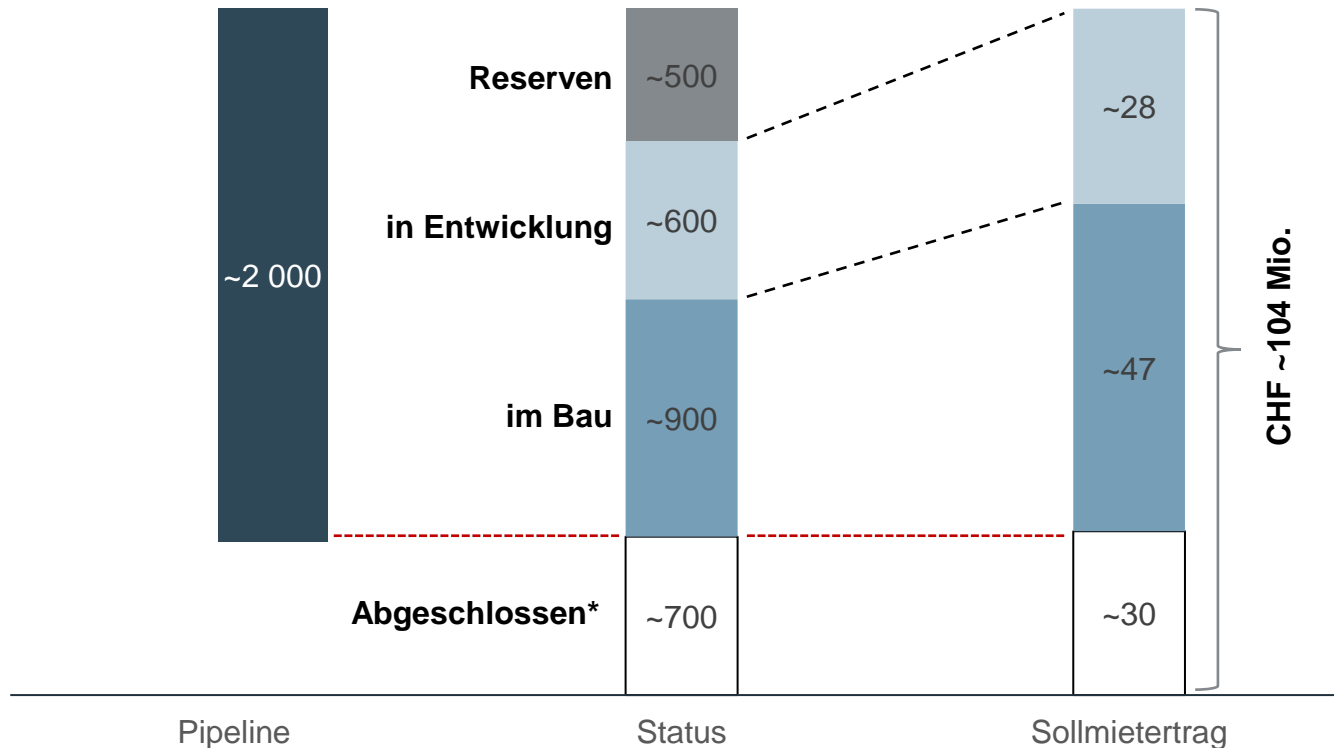 Reserven
~500
~28
in Entwicklung
~600
~2 000
CHF ~104 Mio.
~47
im Bau
~900
Abgeschlossen*
~700
~30
Pipeline
Status
Sollmietertrag